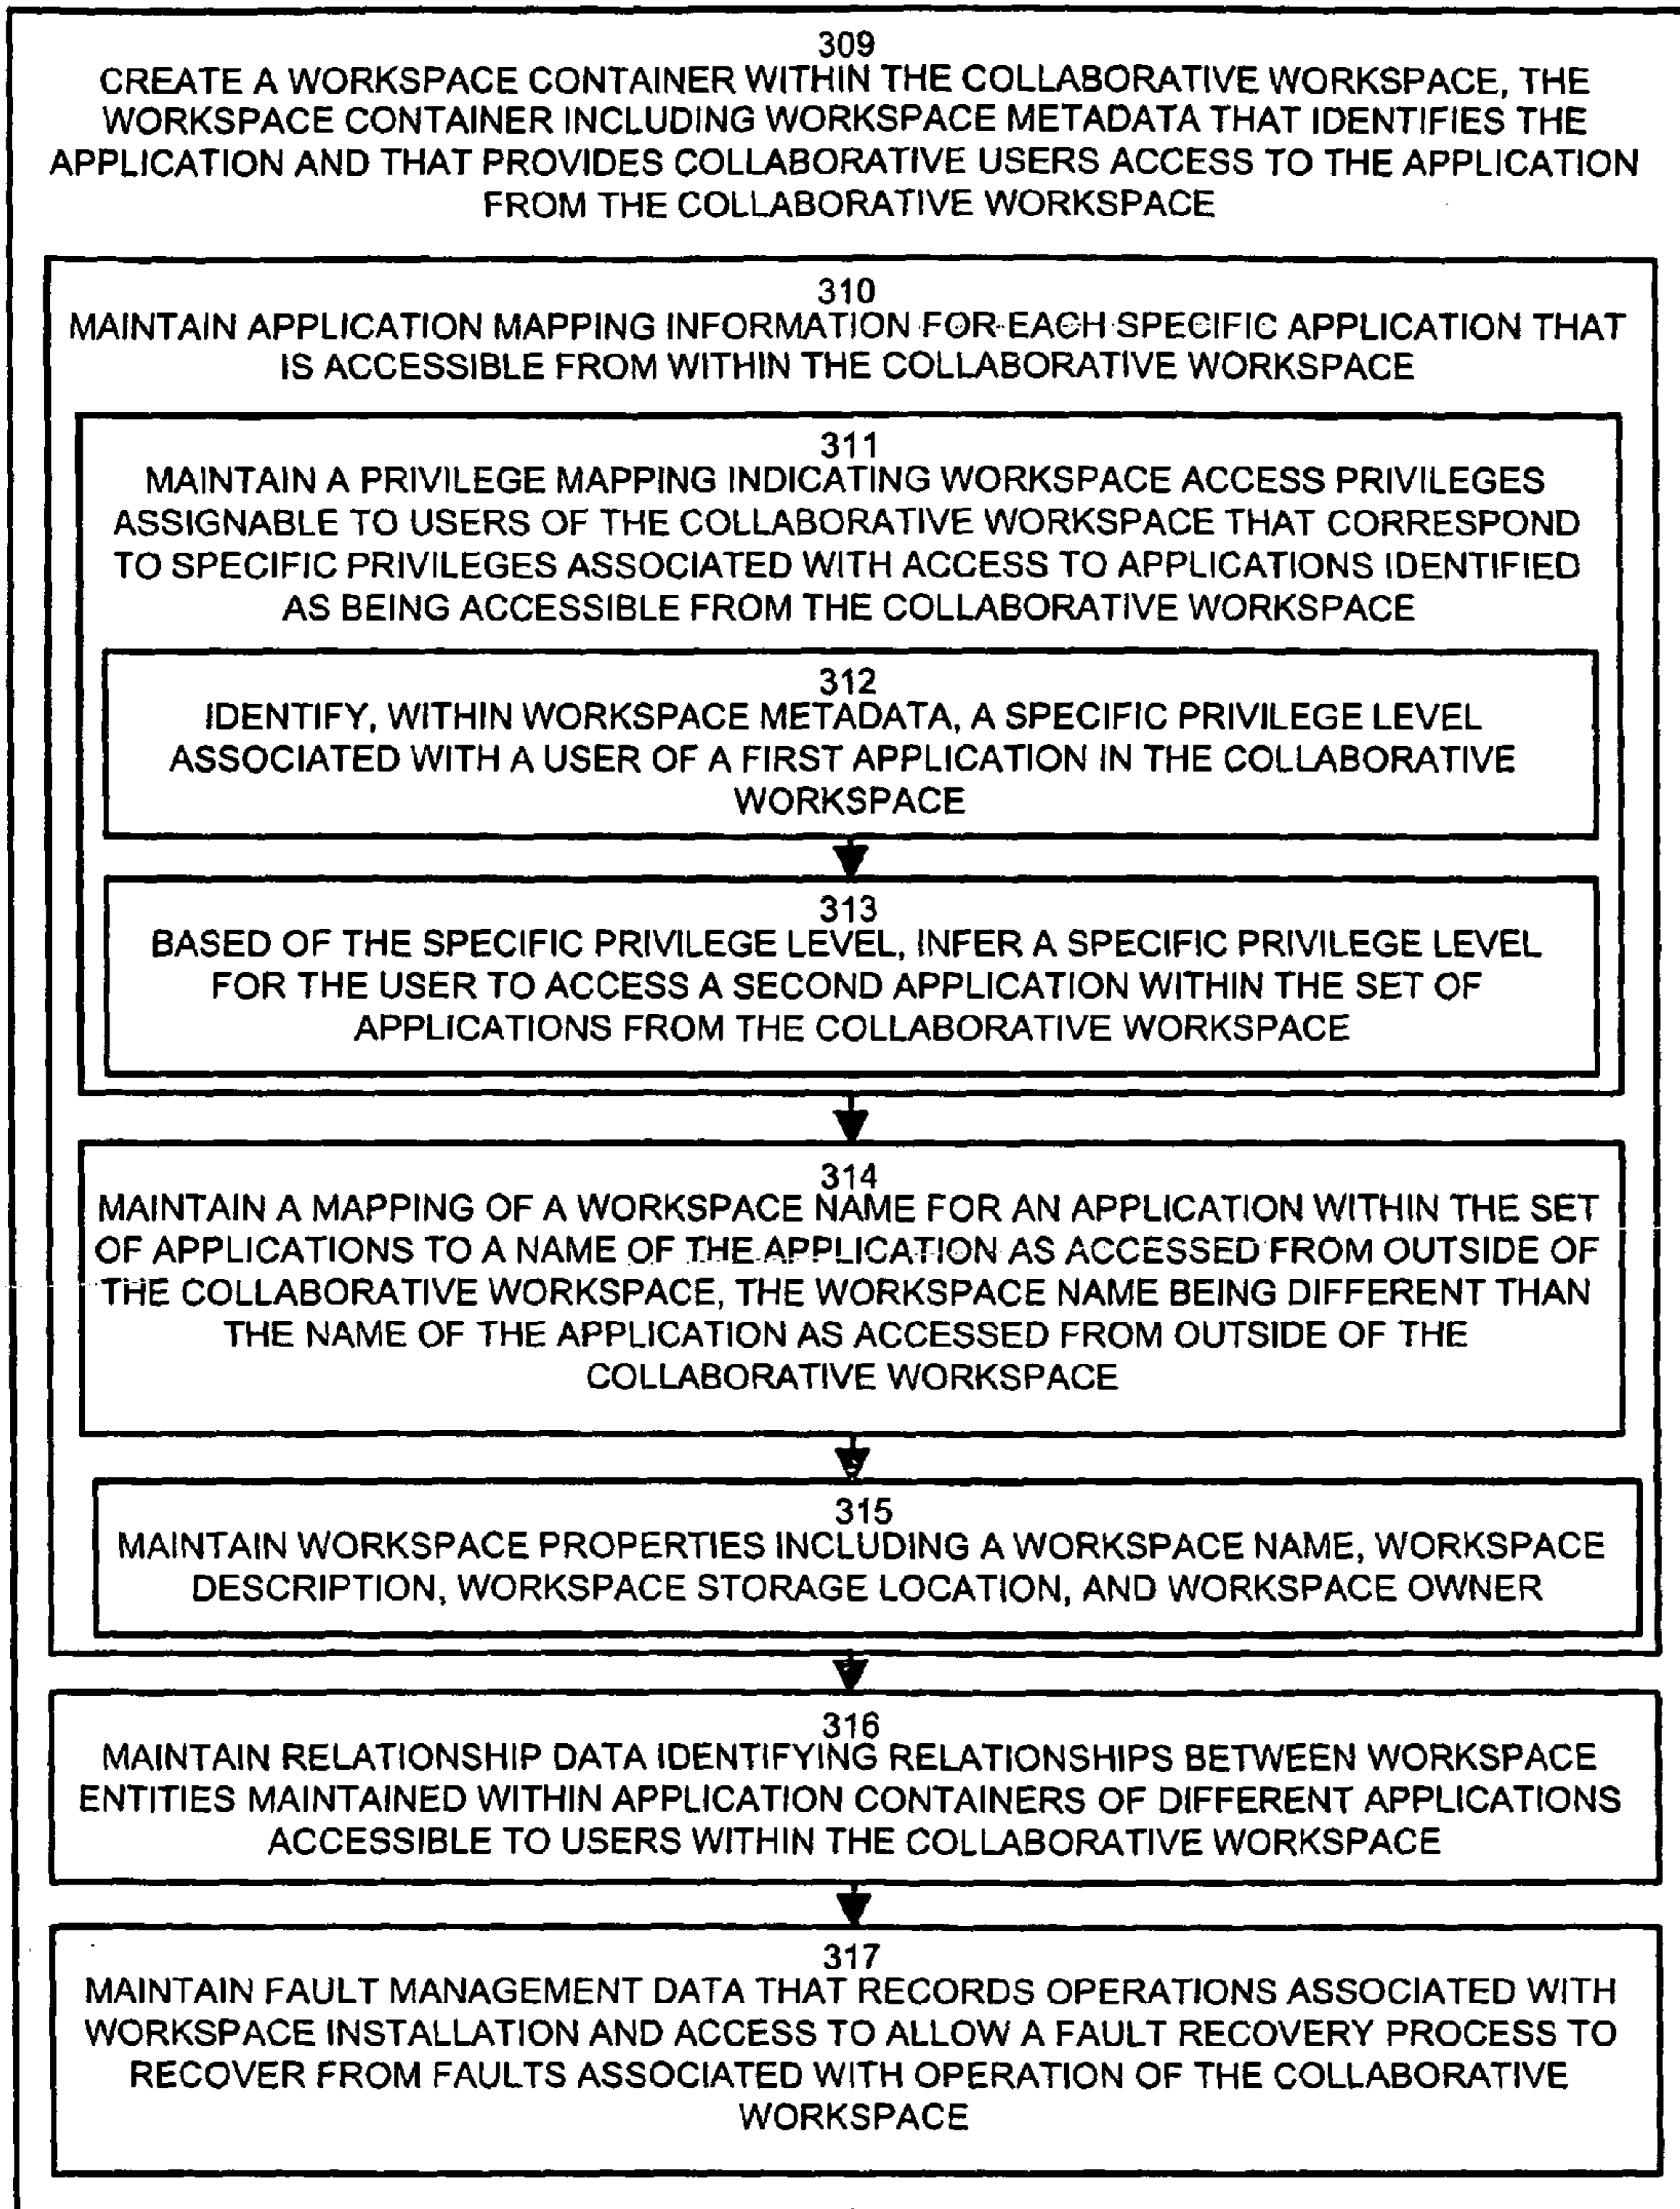 309
CREATE A WORKSPACE CONTAINER WITHIN THE COLLABORATIVE WORKSPACE, THE
WORKSPACE CONTAINER INCLUDING WORKSPACE METADATA THAT IDENTIFIES THE
APPLICATION AND THAT PROVIDES COLLABORATIVE USERS ACCESS TO THE APPLICATION
FROM THE COLLABORATIVE WORKSPACE
310
MAINTAIN APPLICATION MAPPING INFORMATION FOR EACH SPECIFIC APPLICATION THAT
IS ACCESSIBLE FROM WITHIN THE COLLABORATIVE WORKSPACE
311
MAINTAIN A PRIVILEGE MAPPING INDICATING WORKSPACE ACCESS PRIVILEGES
ASSIGNABLE TO USERS OF THE COLLABORATIVE WORKSPACE THAT CORRESPOND
TO SPECIFIC PRIVILEGES ASSOCIATED WITH ACCESS TO APPLICATIONS IDENTIFIED
AS BEING ACCESSIBLE FROM THE COLLABORATIVE WORKSPACE
312
IDENTIFY, WITHIN WORKSPACE METADATA, A SPECIFIC PRIVILEGE LEVEL
ASSOCIATED WITH A USER OF A FIRST APPLICATION IN THE COLLABORATIVE
WORKSPACE
313
BASED OF THE SPECIFIC PRIVILEGE LEVEL, INFER A SPECIFIC PRIVILEGE LEVEL
FOR THE USER TO ACCESS A SECOND APPLICATION WITHIN THE SET OF
APPLICATIONS FROM THE COLLABORATIVE WORKSPACE
314
MAINTAIN A MAPPING OF A WORKSPACE NAME FOR AN APPLICATION WITHIN THE SET
OF APPLICATIONS TO A NAME OF THE APPLICATION AS ACCESSED FROM OUTSIDE OF
THE COLLABORATIVE WORKSPACE, THE WORKSPACE NAME BEING DIFFERENT THAN
THE NAME OF THE APPLICATION AS ACCESSED FROM OUTSIDE OF THE
COLLABORATIVE WORKSPACE
315
MAINTAIN WORKSPACE PROPERTIES INCLUDING A WORKSPACE NAME, WORKSPACE
DESCRIPTION, WORKSPACE STORAGE LOCATION, AND WORKSPACE OWNER
316
MAINTAIN RELATIONSHIP DATA IDENTIFYING RELATIONSHIPS BETWEEN WORKSPACE
ENTITIES MAINTAINED WITHIN APPLICATION CONTAINERS OF DIFFERENT APPLICATIONS
ACCESSIBLE TO USERS WITHIN THE COLLABORATIVE WORKSPACE
317
MAINTAIN FAULT MANAGEMENT DATA THAT RECORDS OPERATIONS ASSOCIATED WITH
WORKSPACE INSTALLATION AND ACCESS TO ALLOW A FAULT RECOVERY PROCESS TO
RECOVER FROM FAULTS ASSOCIATED WITH OPERATION OF THE COLLABORATIVE
WORKSPACE